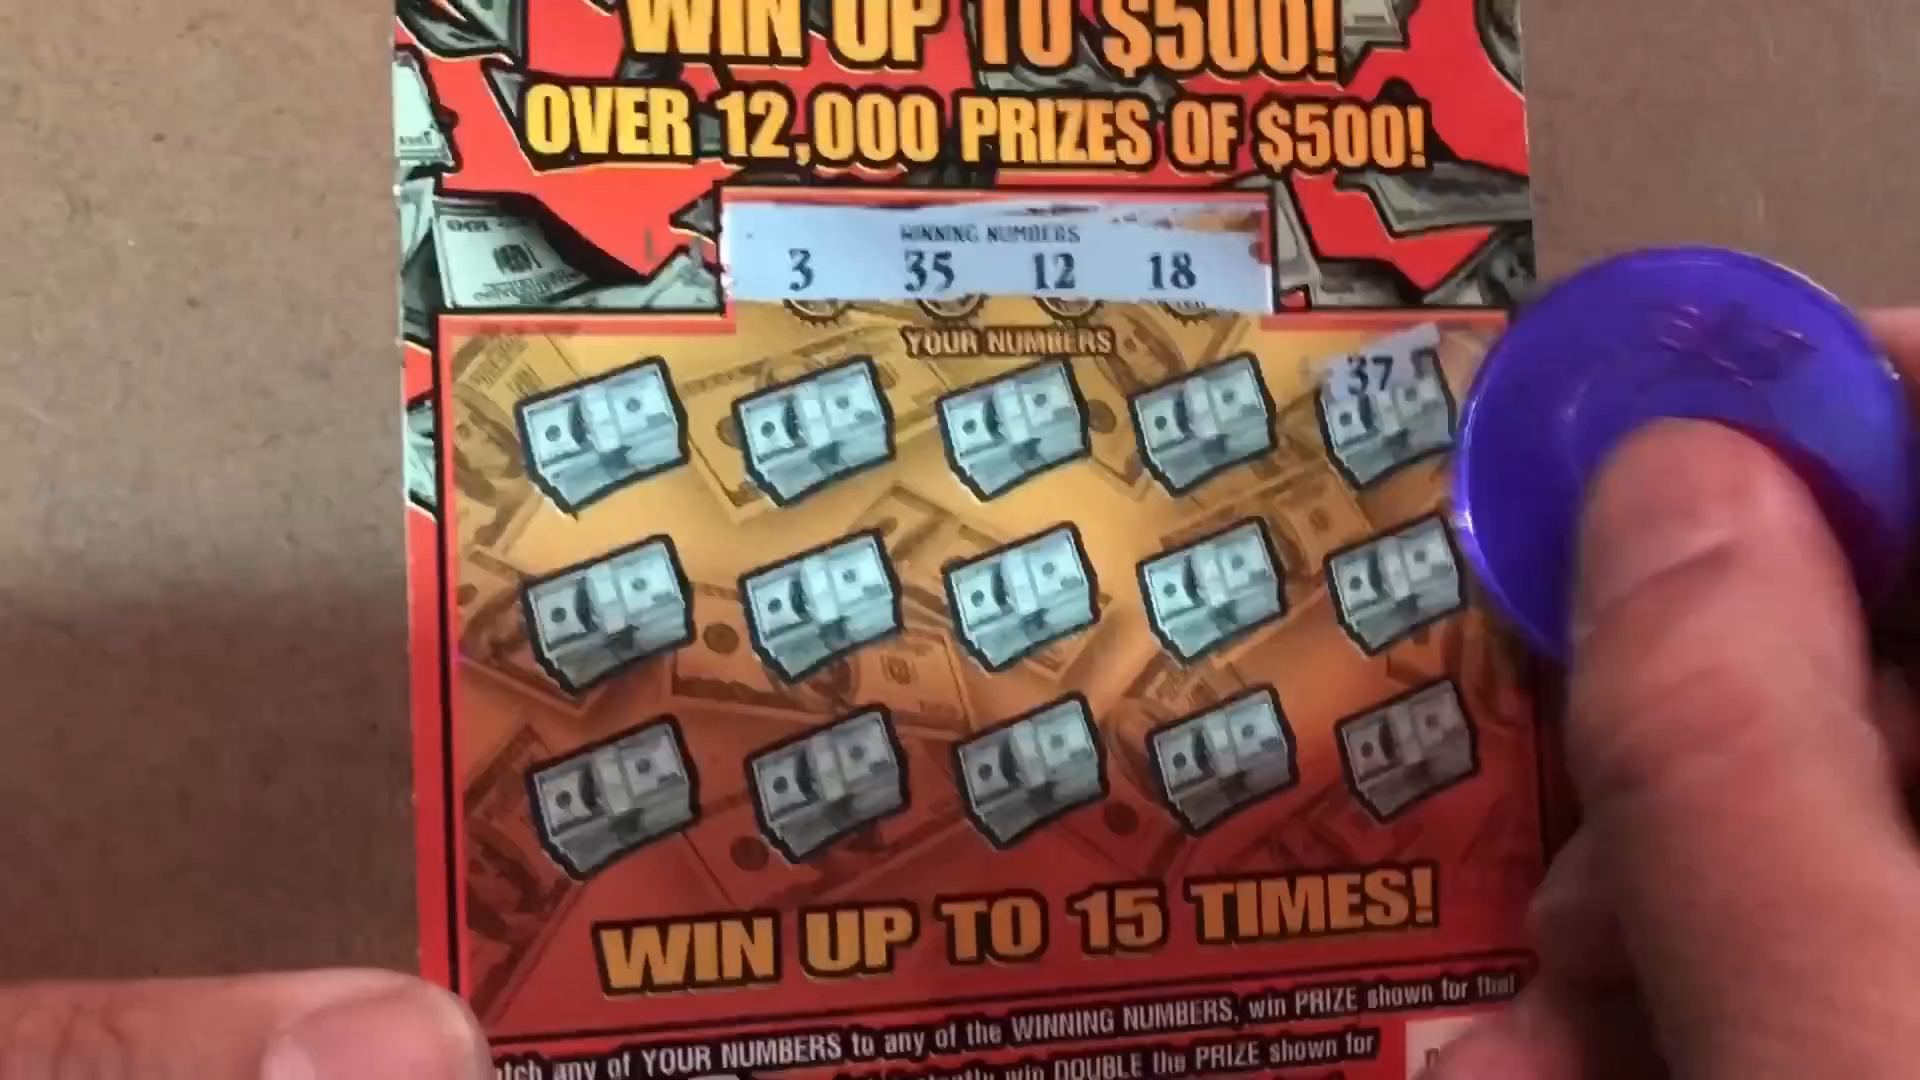 WIN UP TO $500!
OVER 12,000 PRIZES OF $500!
WINNING NUMBERS
3 35 12 18
YOUR NUMBERS
37
WIN UP TO 15 TIMES!
any of YOUR NUMBERS to any of the WINNING NUMBERS, win PRIZE shown for that
win DOUBLE the PRIZE shown for